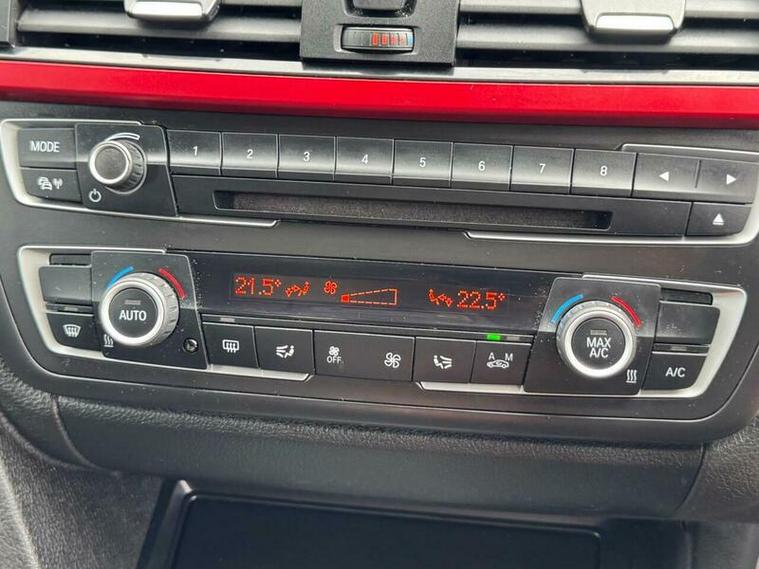 MODE 1 2 3 4 5 6 7 8
21.5° 22.5°
AUTO
MAX
A/C
OFF
A M
A/C